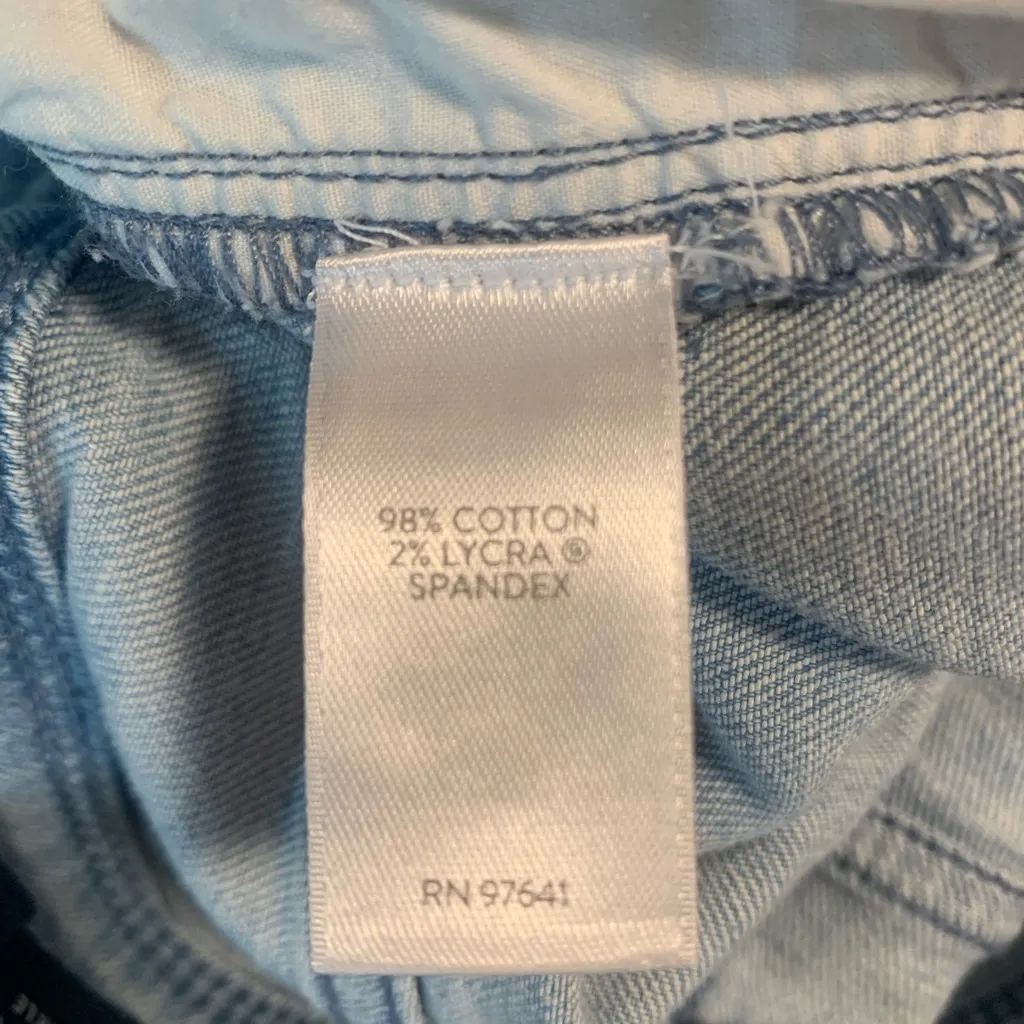 98% COTTON
2% LYCRA ®
SPANDEX
RN 97641